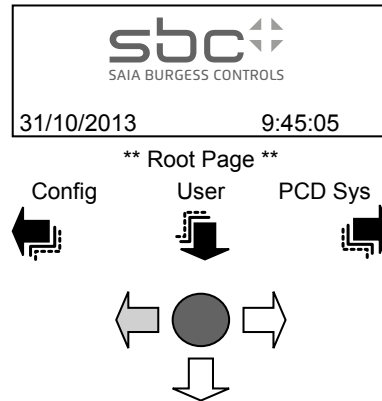 sbc
SAIA BURGESS CONTROLS
31/10/2013 9:45:05
** Root Page **
Config User PCD Sys